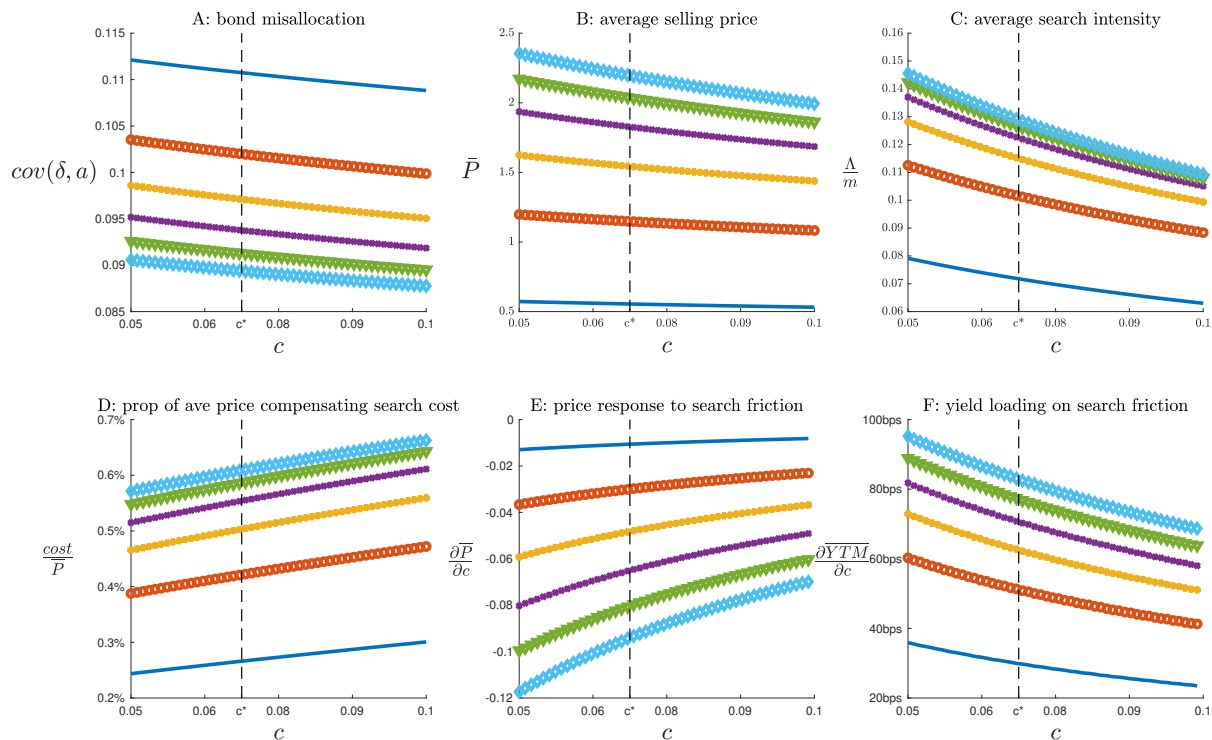 A: bond misallocation
0.115
0.11
0.105
0.1
0.095
0.09
0.085
cov(δ, a)
0.05 0.06 c* 0.08 0.09 0.1
c
B: average selling price
2.5
2
1.5
1
0.5
P̄
0.05 0.06 c* 0.08 0.09 0.1
c
C: average search intensity
0.16
0.15
0.14
0.13
0.12
0.11
0.1
0.09
0.08
0.07
0.06
Λ
m
0.05 0.06 c* 0.08 0.09 0.1
c
D: prop of ave price compensating search cost
0.7%
0.6%
0.5%
0.4%
0.3%
0.2%
cost
P̄
0.05 0.06 c* 0.08 0.09 0.1
c
E: price response to search friction
0
-0.02
-0.04
-0.06
-0.08
-0.1
-0.12
∂P̄
∂c
0.05 0.06 c* 0.08 0.09 0.1
c
F: yield loading on search friction
100bps
80bps
60bps
40bps
20bps
∂Y̅T̅M̅
∂c
0.05 0.06 c* 0.08 0.09 0.1
c